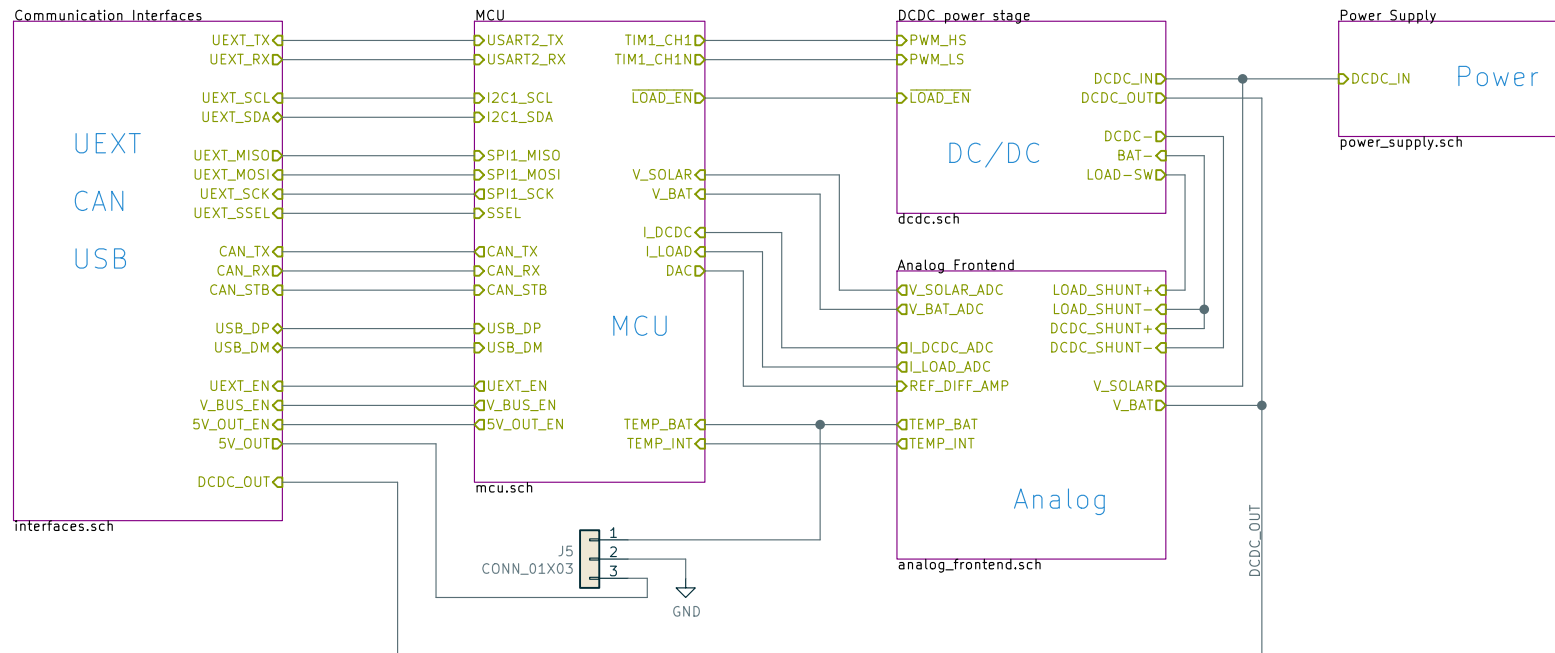 Communication Interfaces
UEXT_TX
UEXT_RX
UEXT_SCL
UEXT_SDA
UEXT_MISO
UEXT_MOSI
UEXT_SCK
UEXT_SSEL
CAN_TX
CAN_RX
CAN_STB
USB_DP
USB_DM
UEXT_EN
V_BUS_EN
5V_OUT_EN
5V_OUT
DCDC_OUT
UEXT
CAN
USB
interfaces.sch
MCU
USART2_TX
USART2_RX
I2C1_SCL
I2C1_SDA
SPI1_MISO
SPI1_MOSI
SPI1_SCK
SSEL
CAN_TX
CAN_RX
CAN_STB
USB_DP
USB_DM
UEXT_EN
V_BUS_EN
5V_OUT_EN
TIM1_CH1
TIM1_CH1N
LOAD_EN
V_SOLAR
V_BAT
I_DCDC
I_LOAD
DAC
MCU
TEMP_BAT
TEMP_INT
mcu.sch
J5
CONN_01X03
1
2
3
GND
DCDC power stage
PWM_HS
PWM_LS
LOAD_EN
DCDC_IN
DCDC_OUT
DCDC-
BAT-
LOAD-SW
DC/DC
dcdc.sch
Analog Frontend
V_SOLAR_ADC
V_BAT_ADC
I_DCDC_ADC
I_LOAD_ADC
REF_DIFF_AMP
TEMP_BAT
TEMP_INT
LOAD_SHUNT+
LOAD_SHUNT-
DCDC_SHUNT+
DCDC_SHUNT-
V_SOLAR
V_BAT
Analog
analog_frontend.sch
DCDC_OUT
Power Supply
DCDC_IN
Power
power_supply.sch